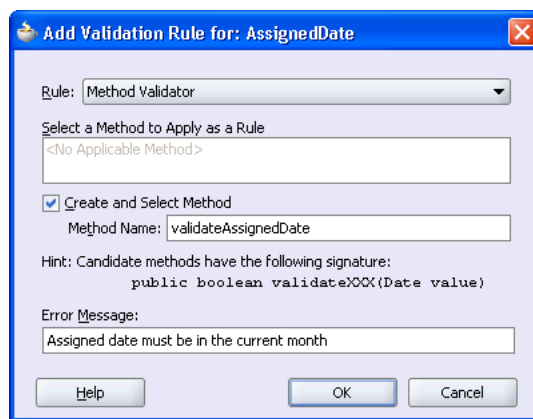 Add Validation Rule for: AssignedDate
Rule: Method Validator
Select a Method to Apply as a Rule
<No Applicable Method>
Create and Select Method
Method Name: validateAssignedDate
Hint: Candidate methods have the following signature:
public boolean validateXXX(Date value)
Error Message:
Assigned date must be in the current month
Help OK Cancel